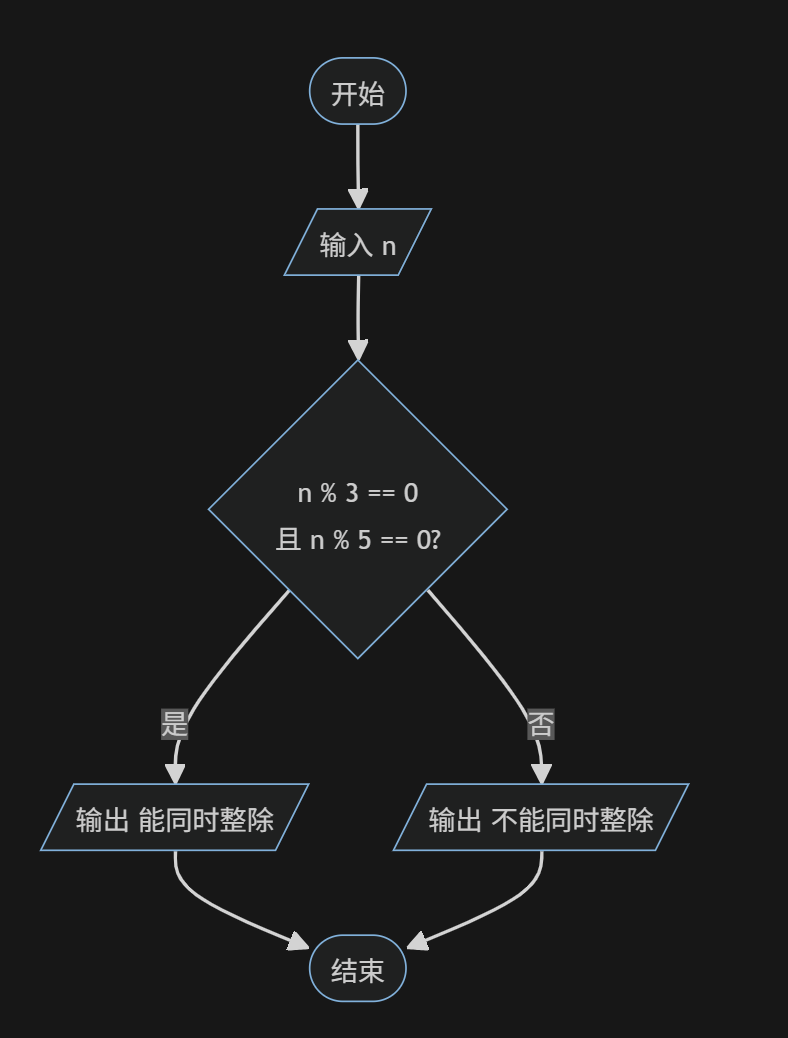 开始
输入 n
n % 3 == 0
且 n % 5 == 0?
是
否
输出 能同时整除
输出 不能同时整除
结束